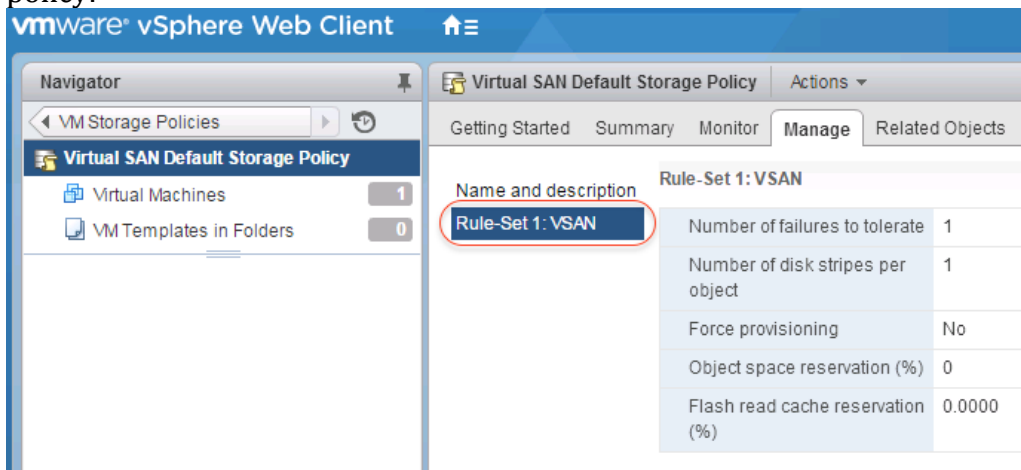 policy.
vmware® vSphere Web Client
Navigator
VM Storage Policies
Virtual SAN Default Storage Policy
Virtual Machines 1
VM Templates in Folders 0
Virtual SAN Default Storage Policy Actions
Getting Started Summary Monitor Manage Related Objects
Name and description
Rule-Set 1: VSAN
Rule-Set 1: VSAN
Number of failures to tolerate 1
Number of disk stripes per 1
object
Force provisioning No
Object space reservation (%) 0
Flash read cache reservation 0.0000
(%)